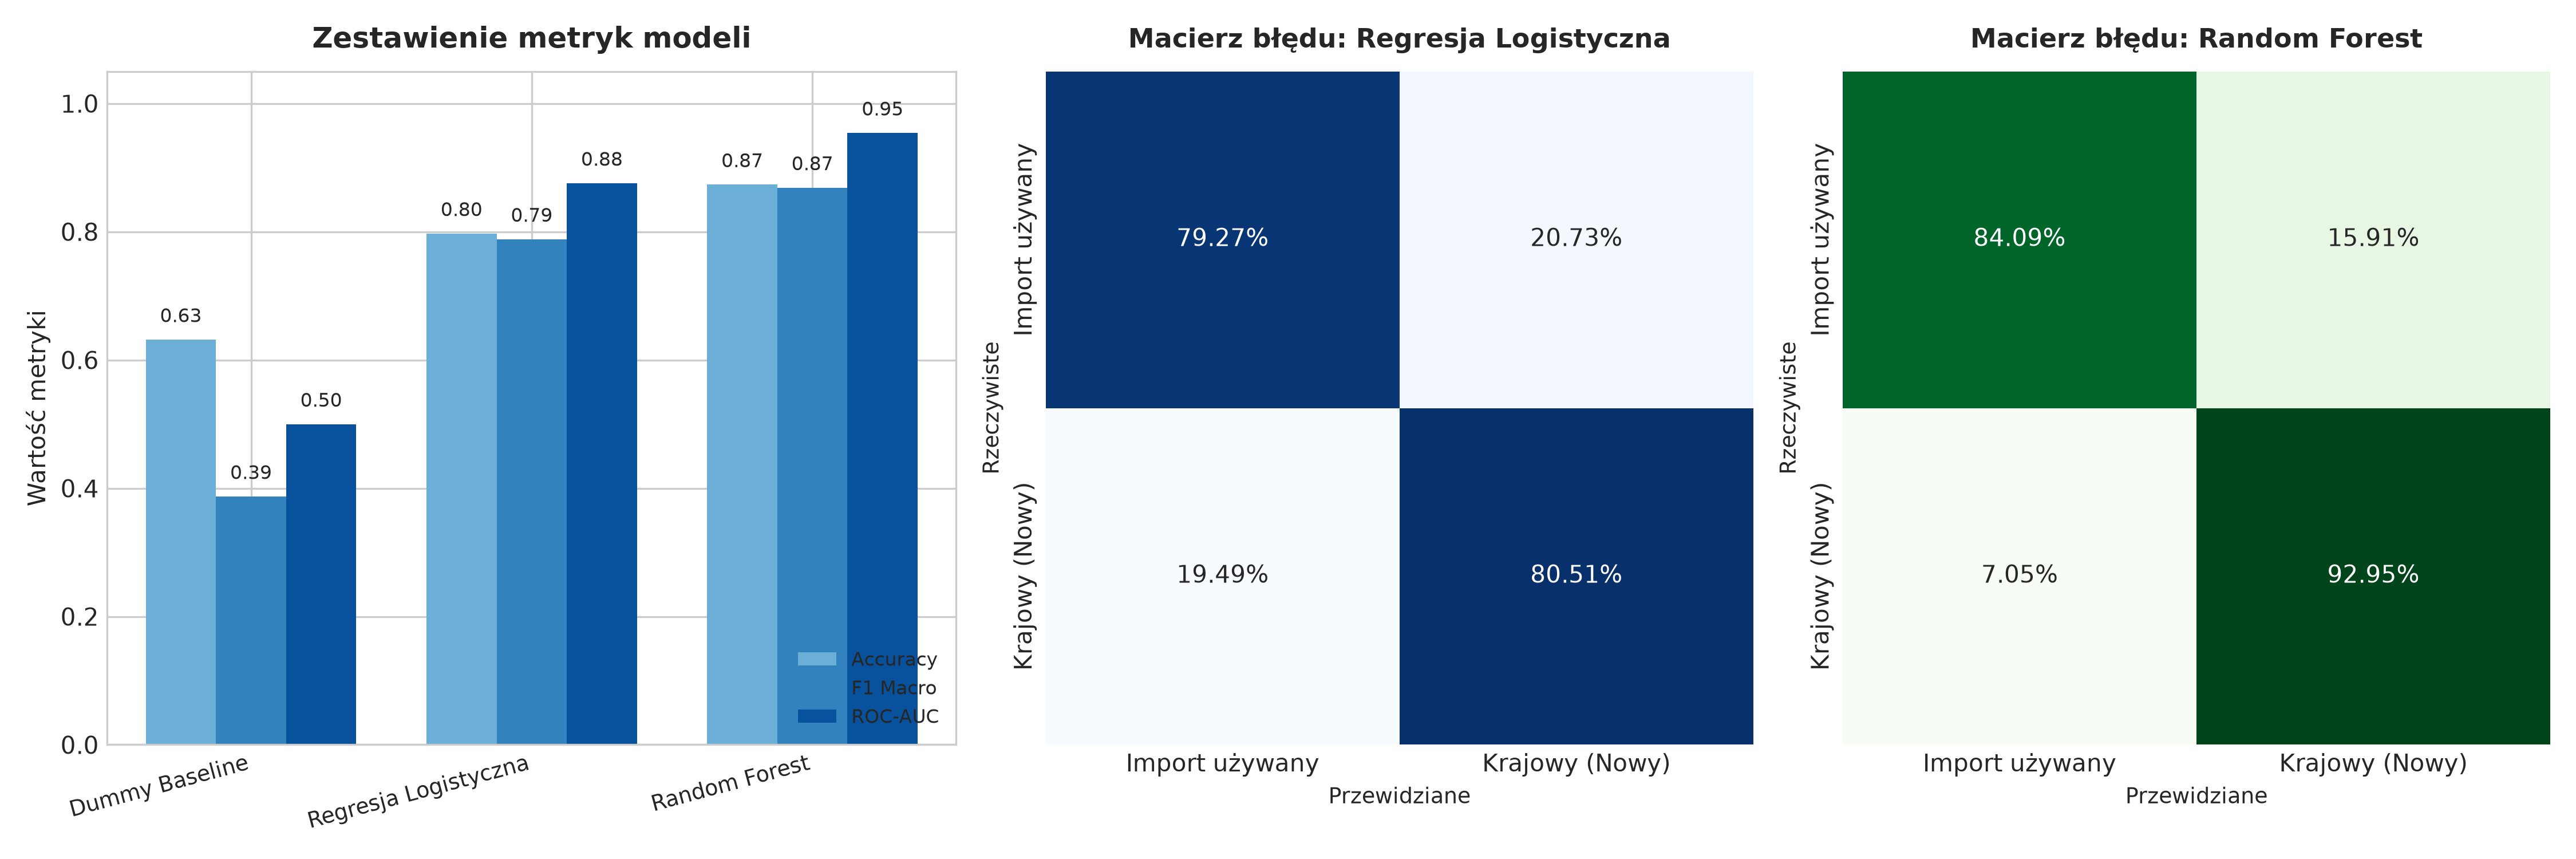 Zestawienie metryk modeli
Wartość metryki
1.0
0.8
0.6
0.4
0.2
0.0
0.63
0.39
0.50
0.80
0.79
0.88
0.87
0.87
0.95
Accuracy
F1 Macro
ROC-AUC
Dummy Baseline
Regresja Logistyczna
Random Forest
Macierz błędu: Regresja Logistyczna
Rzeczywiste
Import używany
Krajowy (Nowy)
79.27%
20.73%
19.49%
80.51%
Import używany
Krajowy (Nowy)
Przewidziane
Macierz błędu: Random Forest
Rzeczywiste
Import używany
Krajowy (Nowy)
84.09%
15.91%
7.05%
92.95%
Import używany
Krajowy (Nowy)
Przewidziane